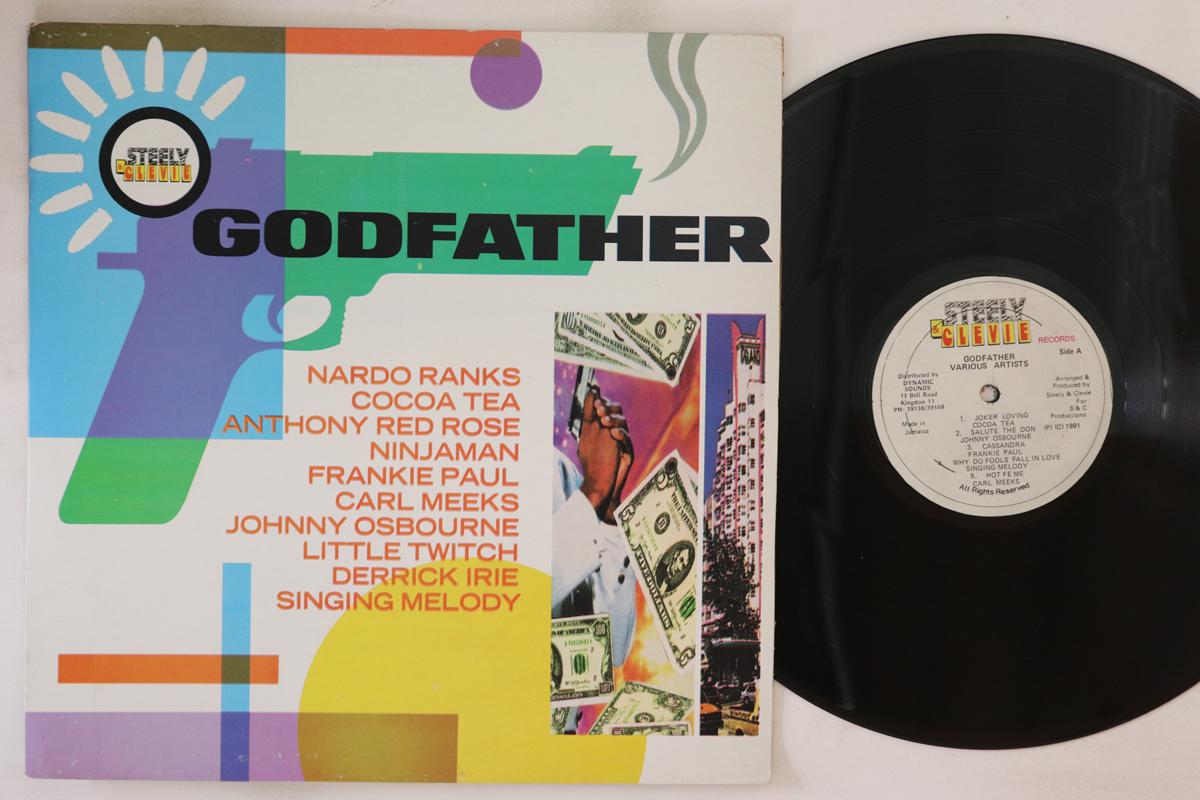 STEELY
& CLEVIE
GODFATHER
NARDO RANKS
COCOA TEA
ANTHONY RED ROSE
NINJAMAN
FRANKIE PAUL
CARL MEEKS
JOHNNY OSBOURNE
LITTLE TWITCH
DERRICK IRIE
SINGING MELODY
STEELY
& CLEVIE
RECORDS
Side A
GODFATHER
VARIOUS ARTISTS
Distributed by
DYNAMIC
SOUNDS
15 Bell Road
Kingston 11
PH: 39138/39168
Made in
Jamaica
Arranged &
Produced by
Steely & Clevie
For
S & C
Productions
(P) (C) 1991
1. JOKER LOVING
COCOA TEA
2. SALUTE THE DON
JOHNNY OSBOURNE
3. CASSANDRA
FRANKIE PAUL
WHY DO FOOLS FALL IN LOVE
SINGING MELODY
5. HOT FE ME
CARL MEEKS
All Rights Reserved